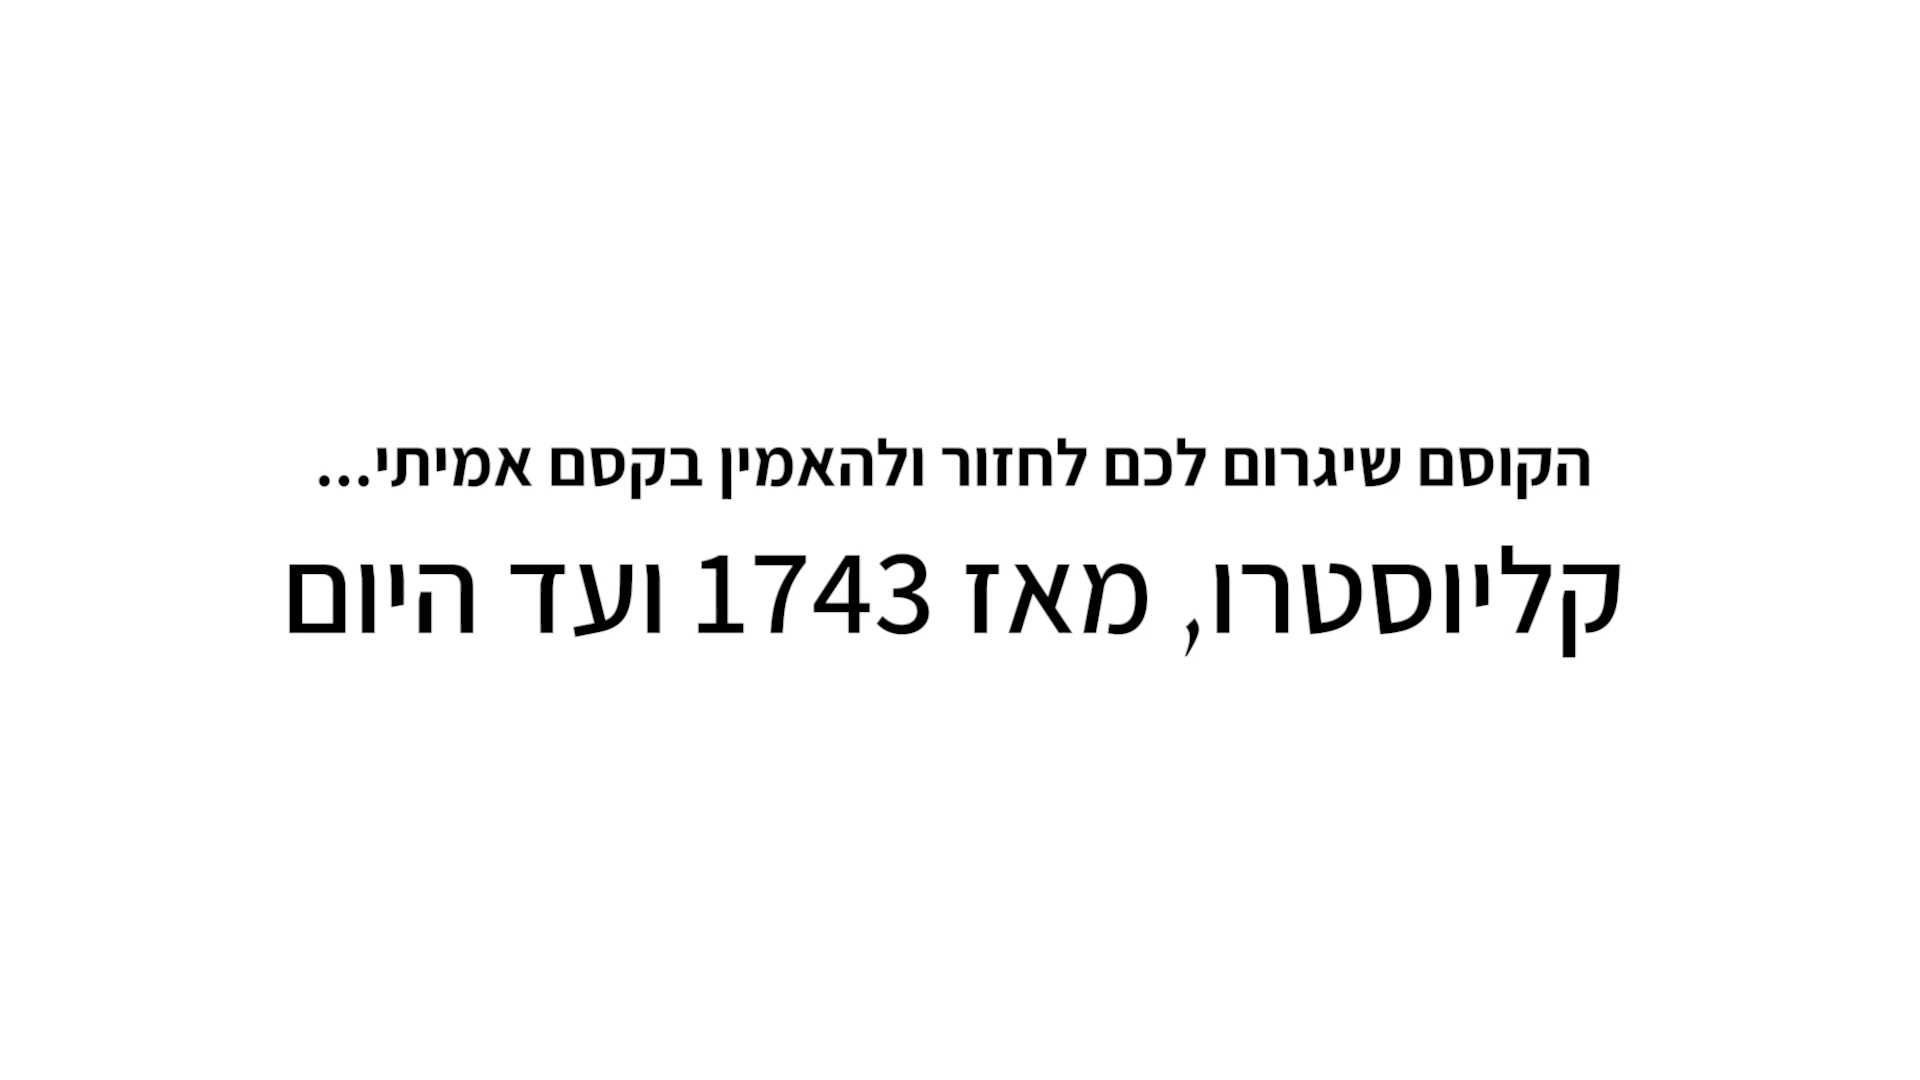 הקוסם שיגרום לכם לחזור ולהאמין בקסם אמיתי...
קליוסטרו, מאז 1743 ועד היום